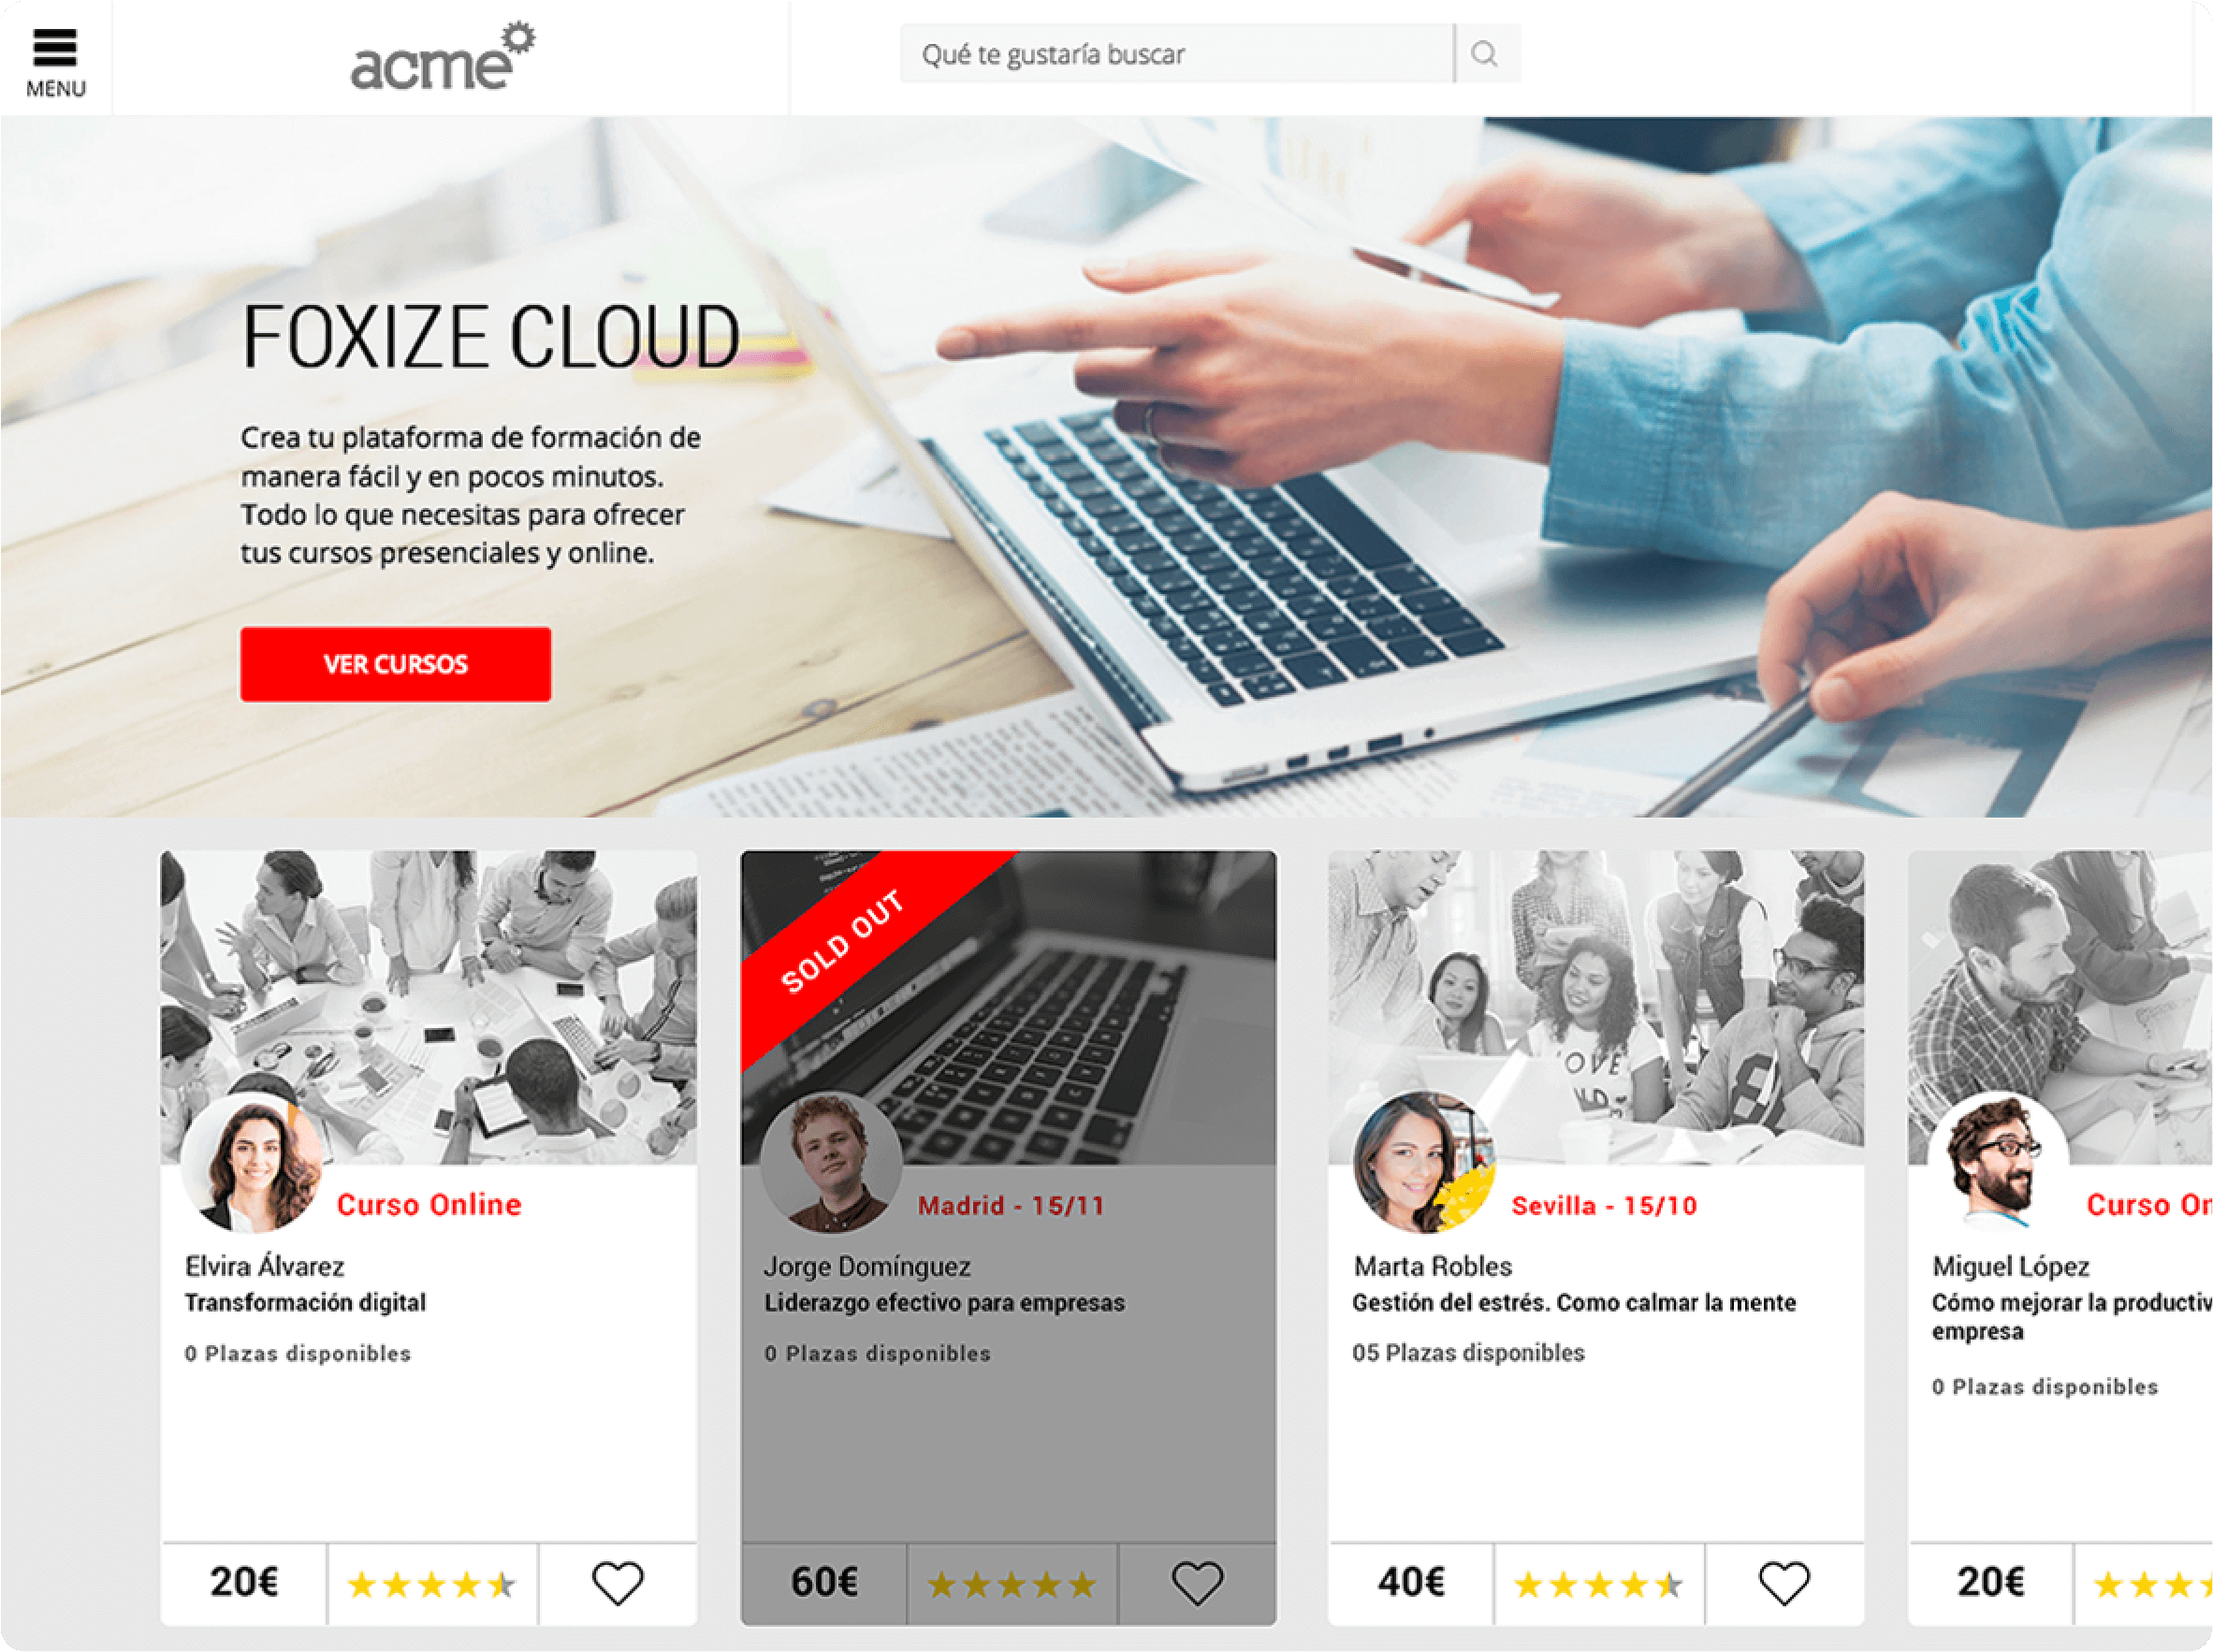 MENU
acme
Qué te gustaría buscar
FOXIZE CLOUD
Crea tu plataforma de formación de
manera fácil y en pocos minutos.
Todo lo que necesitas para ofrecer
tus cursos presenciales y online.
VER CURSOS
SOLD OUT
Curso Online
Elvira Álvarez
Transformación digital
0 Plazas disponibles
20€
Madrid - 15/11
Jorge Domínguez
Liderazgo efectivo para empresas
0 Plazas disponibles
60€
Sevilla - 15/10
Marta Robles
Gestión del estrés. Como calmar la mente
05 Plazas disponibles
40€
Curso On
Miguel López
Cómo mejorar la productiv
empresa
0 Plazas disponibles
20€